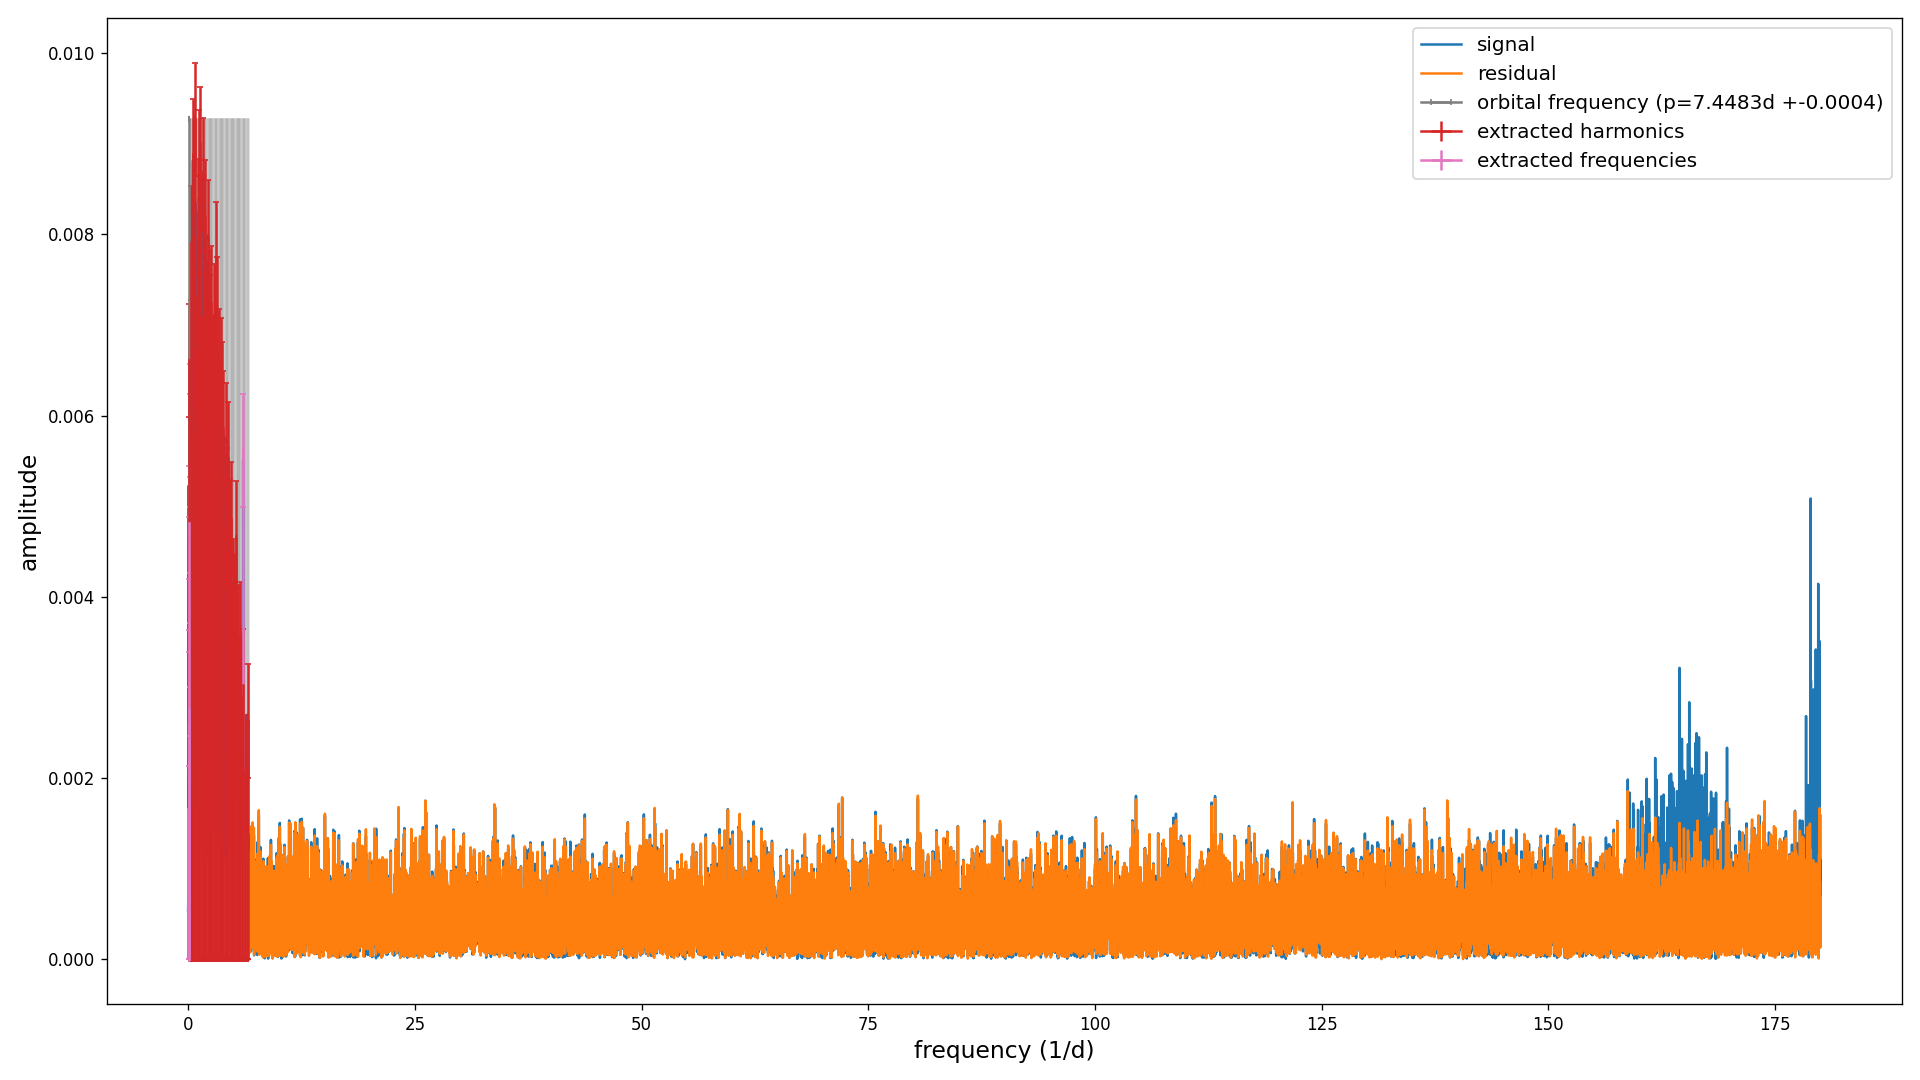 signal
residual
orbital frequency (p=7.4483d +-0.0004)
extracted harmonics
extracted frequencies
0.010
0.008
0.006
0.004
0.002
0.000
amplitude
0 25 50 75 100 125 150 175
frequency (1/d)